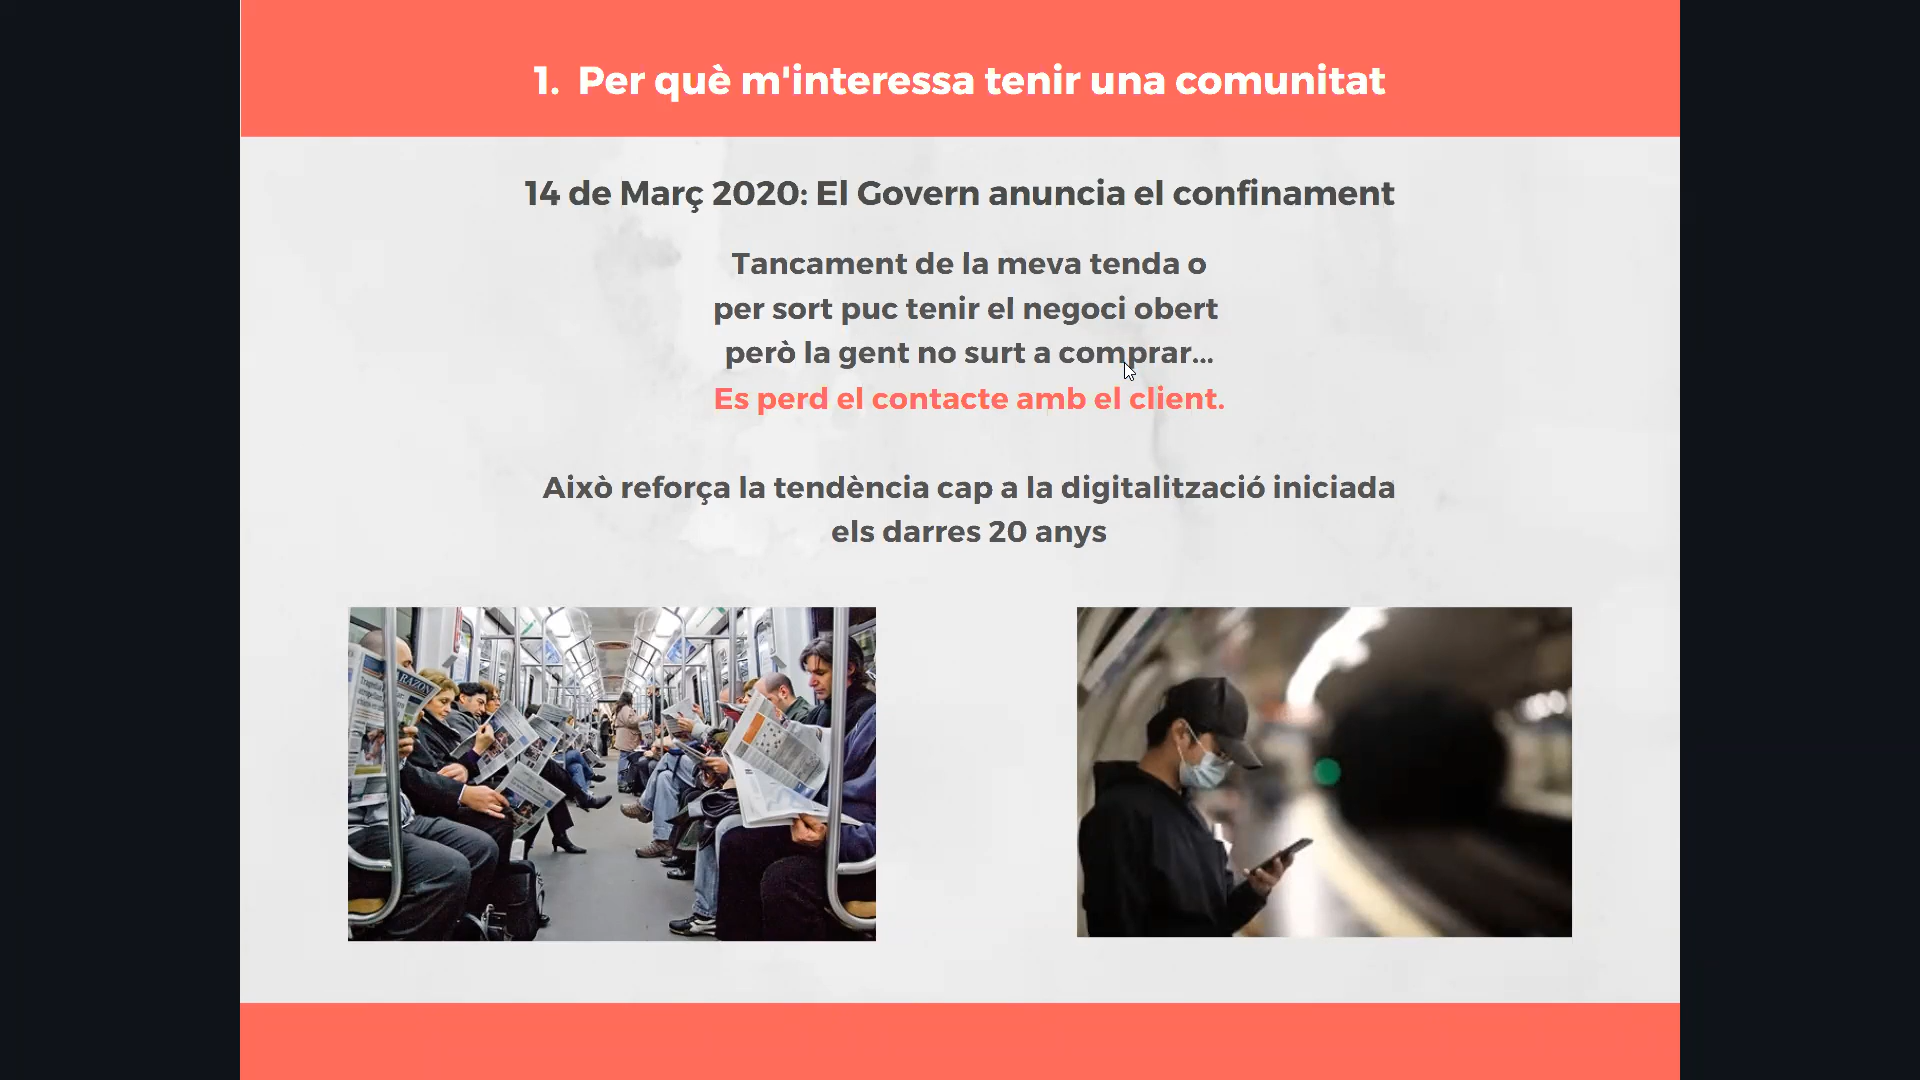 1. Per què m'interessa tenir una comunitat
14 de Març 2020: El Govern anuncia el confinament
Tancament de la meva tenda o
per sort puc tenir el negoci obert
però la gent no surt a comprar...
Es perd el contacte amb el client.
Això reforça la tendència cap a la digitalització iniciada
els darres 20 anys
RAZON